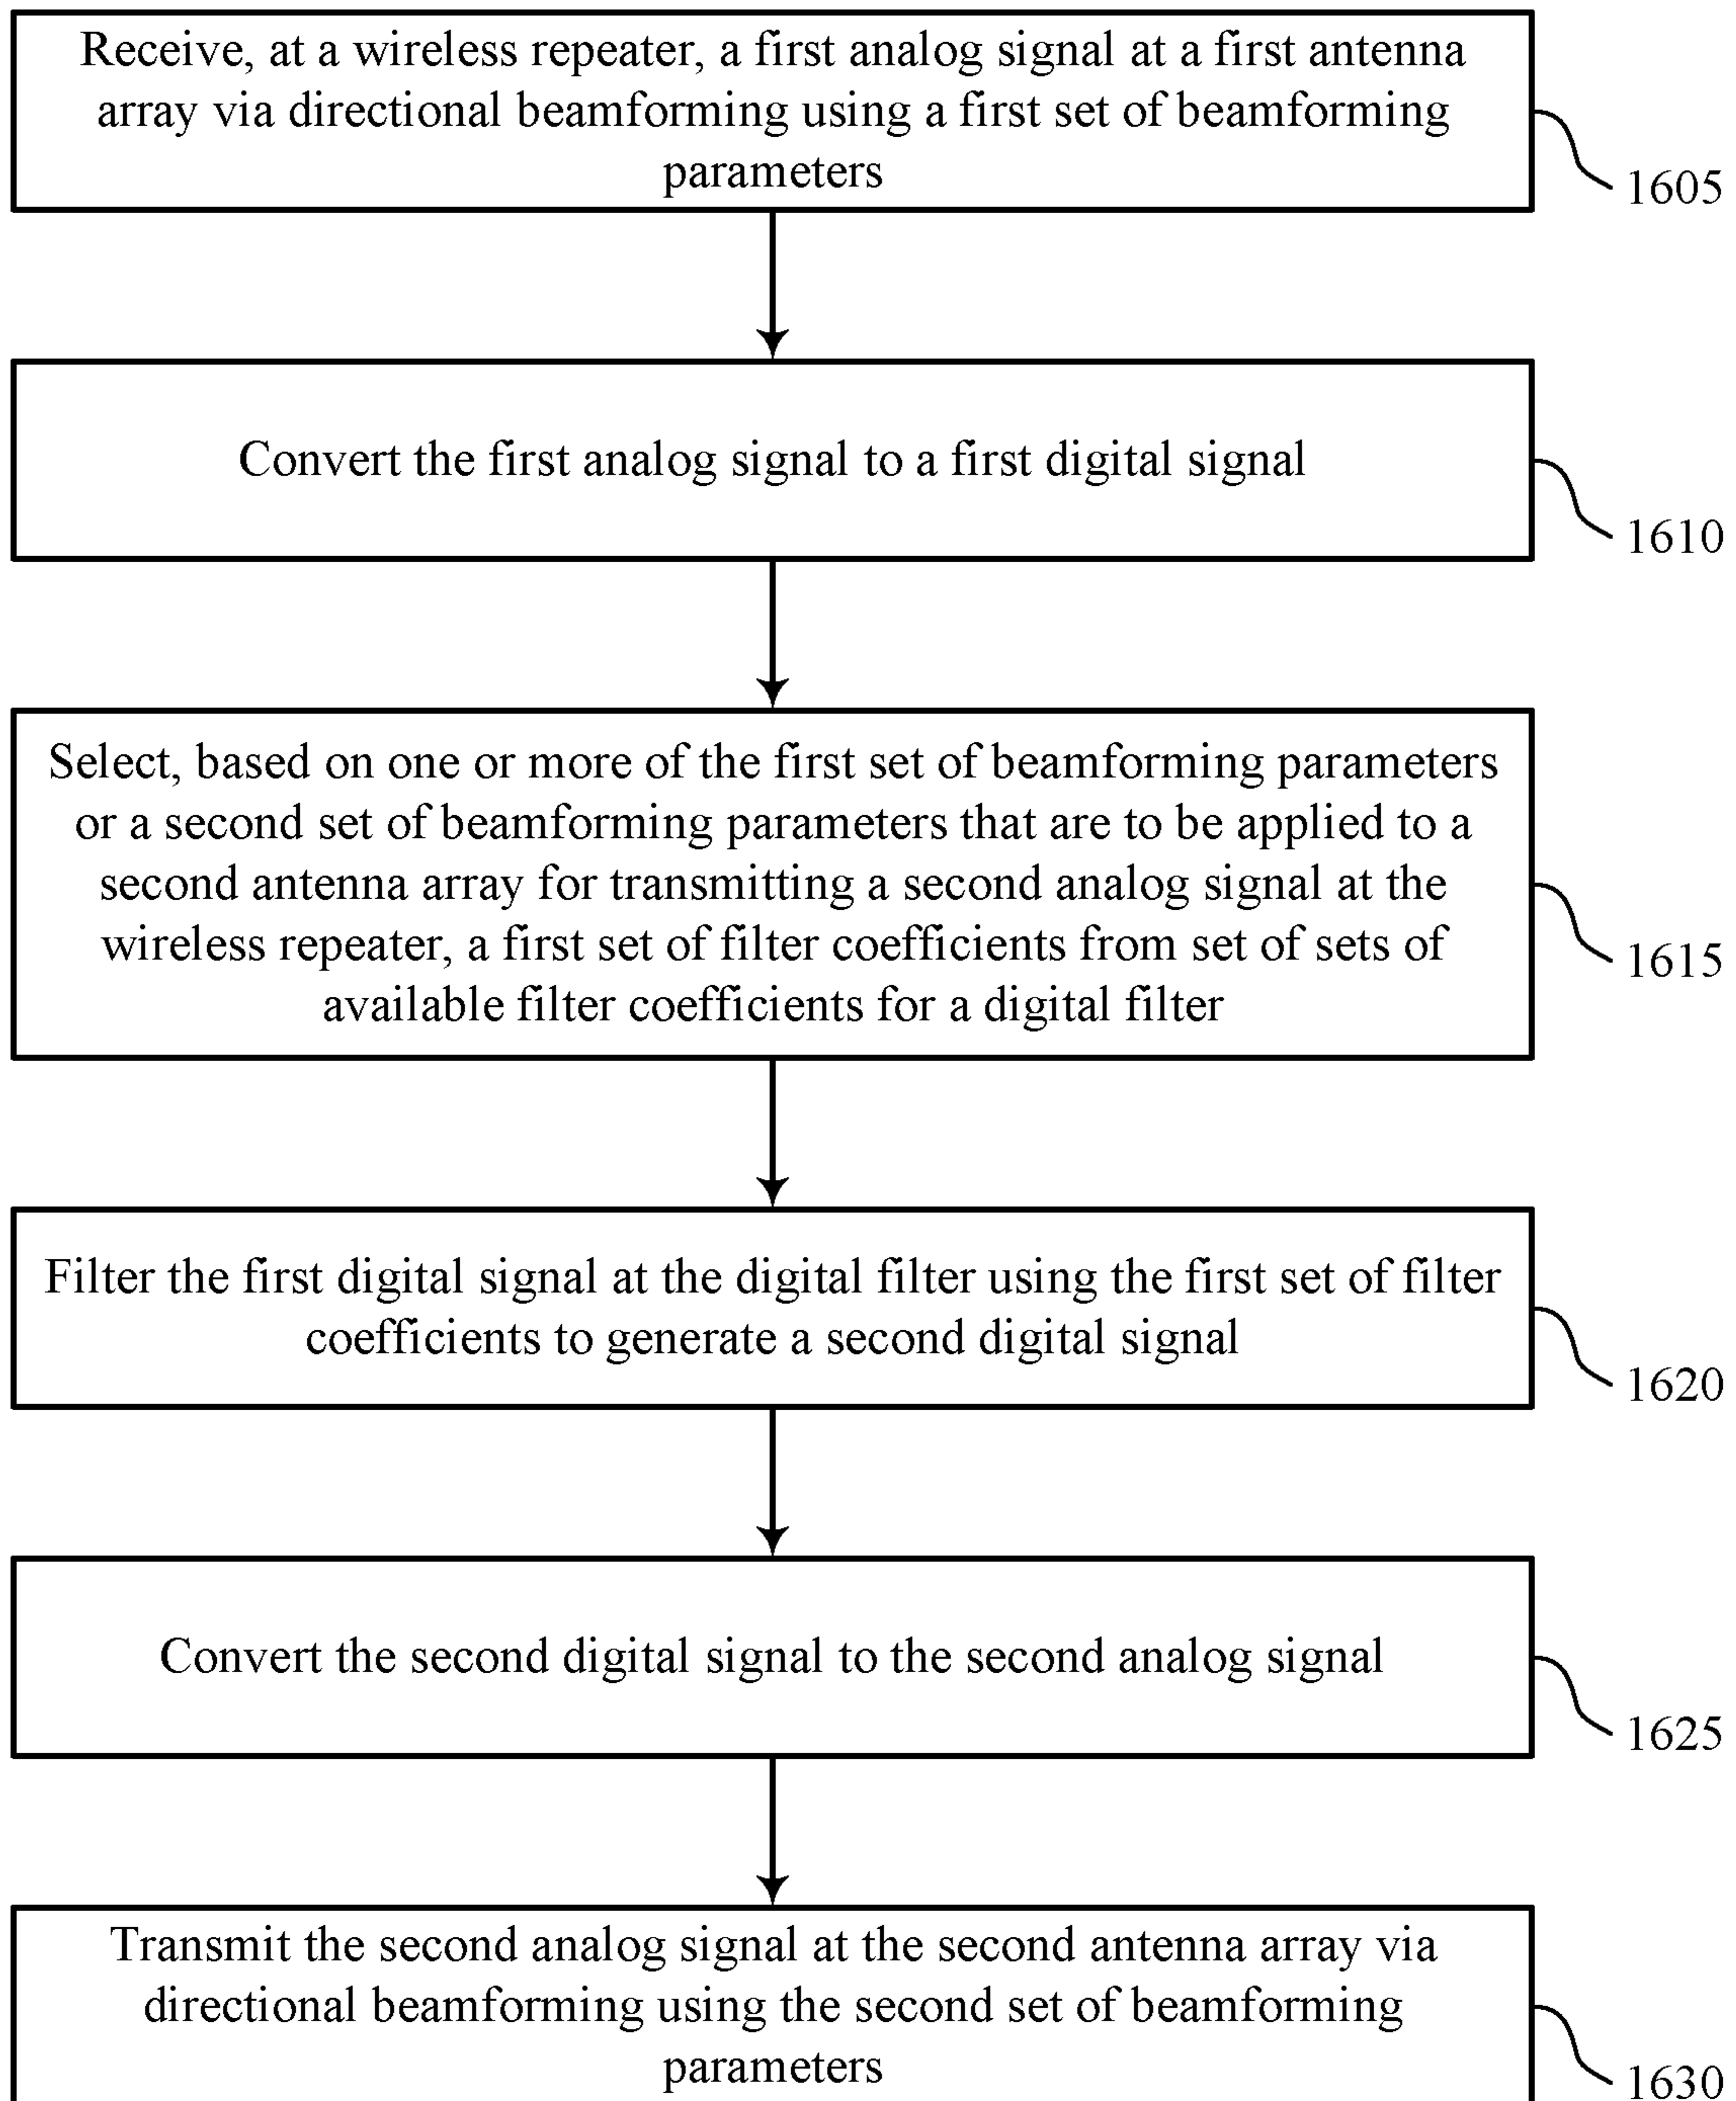 Receive, at a wireless repeater, a first analog signal at a first antenna
array via directional beamforming using a first set of beamforming
parameters
1605
Convert the first analog signal to a first digital signal
1610
Select, based on one or more of the first set of beamforming parameters
or a second set of beamforming parameters that are to be applied to a
second antenna array for transmitting a second analog signal at the
wireless repeater, a first set of filter coefficients from set of sets of
available filter coefficients for a digital filter
1615
Filter the first digital signal at the digital filter using the first set of filter
coefficients to generate a second digital signal
1620
Convert the second digital signal to the second analog signal
1625
Transmit the second analog signal at the second antenna array via
directional beamforming using the second set of beamforming
parameters
1630